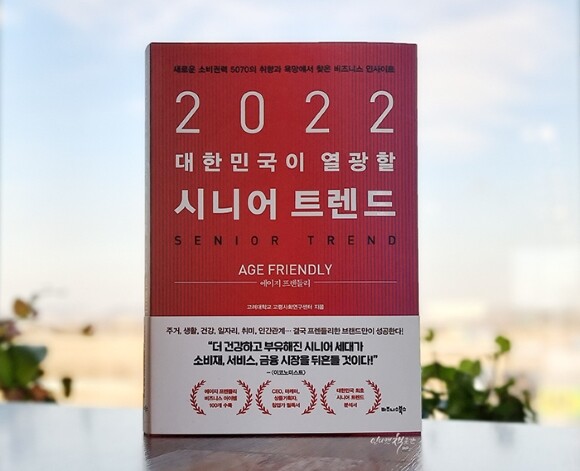 새로운 소비권력 5070의 취향과 욕망에서 찾은 비즈니스 인사이트
2022
대한민국이 열광할
시니어 트렌드
SENIOR TREND
AGE FRIENDLY
에이지 프렌들리
고려대학교 고령사회연구센터 지음
주거, 생활, 건강, 일자리, 취미, 인간관계… 결국 프렌들리한 브랜드만이 성공한다!
“더 건강하고 부유해진 시니어 세대가
소비재, 서비스, 금융 시장을 뒤흔들 것이다!”
-〈이코노미스트〉
에이지 프렌들리
비즈니스 아이템
100개 수록
CEO, 마케터,
상품기획자,
창업가 필독서
대한민국 최초
시니어 트렌드
분석서
비즈니스북스